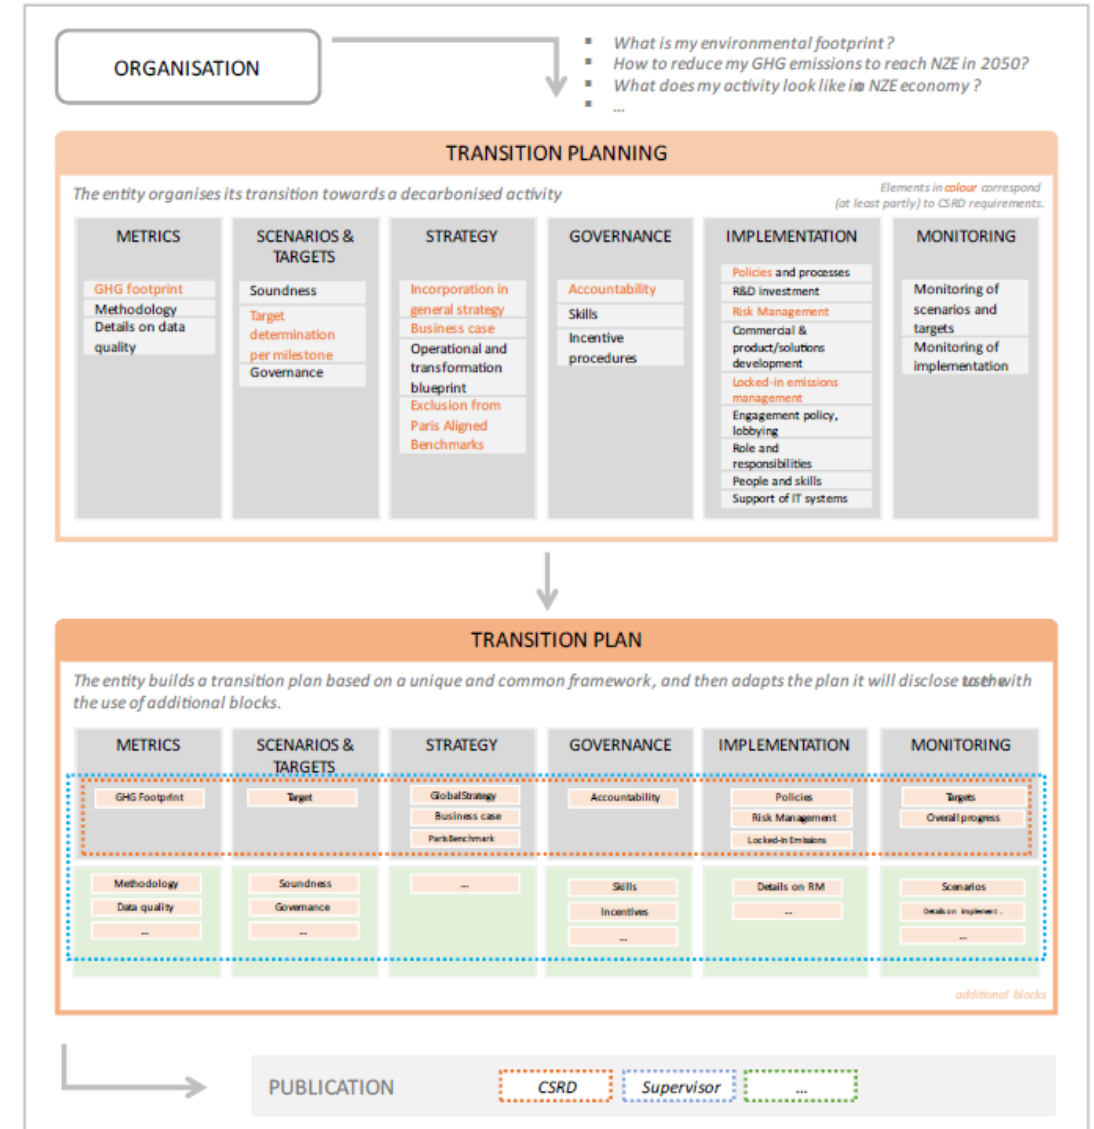 ORGANISATION
What is my environmental footprint ?
How to reduce my GHG emissions to reach NZE in 2050?
What does my activity look like in a NZE economy ?
...
TRANSITION PLANNING
The entity organises its transition towards a decarbonised activity
Elements in colour correspond
(at least partly) to CSRD requirements.
METRICS
GHG footprint
Methodology
Details on data
quality
SCENARIOS &
TARGETS
Soundness
Target
determination
per milestone
Governance
STRATEGY
Incorporation in
general strategy
Business case
Operational and
transformation
blueprint
Exclusion from
Paris Aligned
Benchmarks
GOVERNANCE
Accountability
Skills
Incentive
procedures
IMPLEMENTATION
Policies and processes
R&D investment
Risk Management
Commercial &
product/solutions
development
Locked-in emissions
management
Engagement policy,
lobbying
Role and
responsibilities
People and skills
Support of IT systems
MONITORING
Monitoring of
scenarios and
targets
Monitoring of
implementation
TRANSITION PLAN
The entity builds a transition plan based on a unique and common framework, and then adapts the plan it will disclose with
the use of additional blocks.
METRICS
GHG Footprint
Methodology
Data quality
...
SCENARIOS &
TARGETS
Target
Soundness
Governance
...
STRATEGY
Global Strategy
Business case
Paris Benchmark
...
GOVERNANCE
Accountability
Skills
Incentives
...
IMPLEMENTATION
Policies
Risk Management
Locked-in Emissions
Details on RM
...
MONITORING
Targets
Overall progress
Scenarios
Details on implement .
...
additional blocks
PUBLICATION
CSRD
Supervisor
...